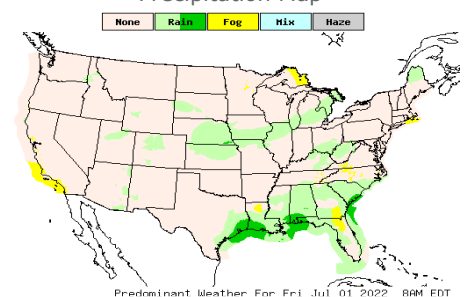 Precipitation Map
None Rain Fog Mix Haze
Predominant Weather For Fri Jul 01 2022 8AM EDT